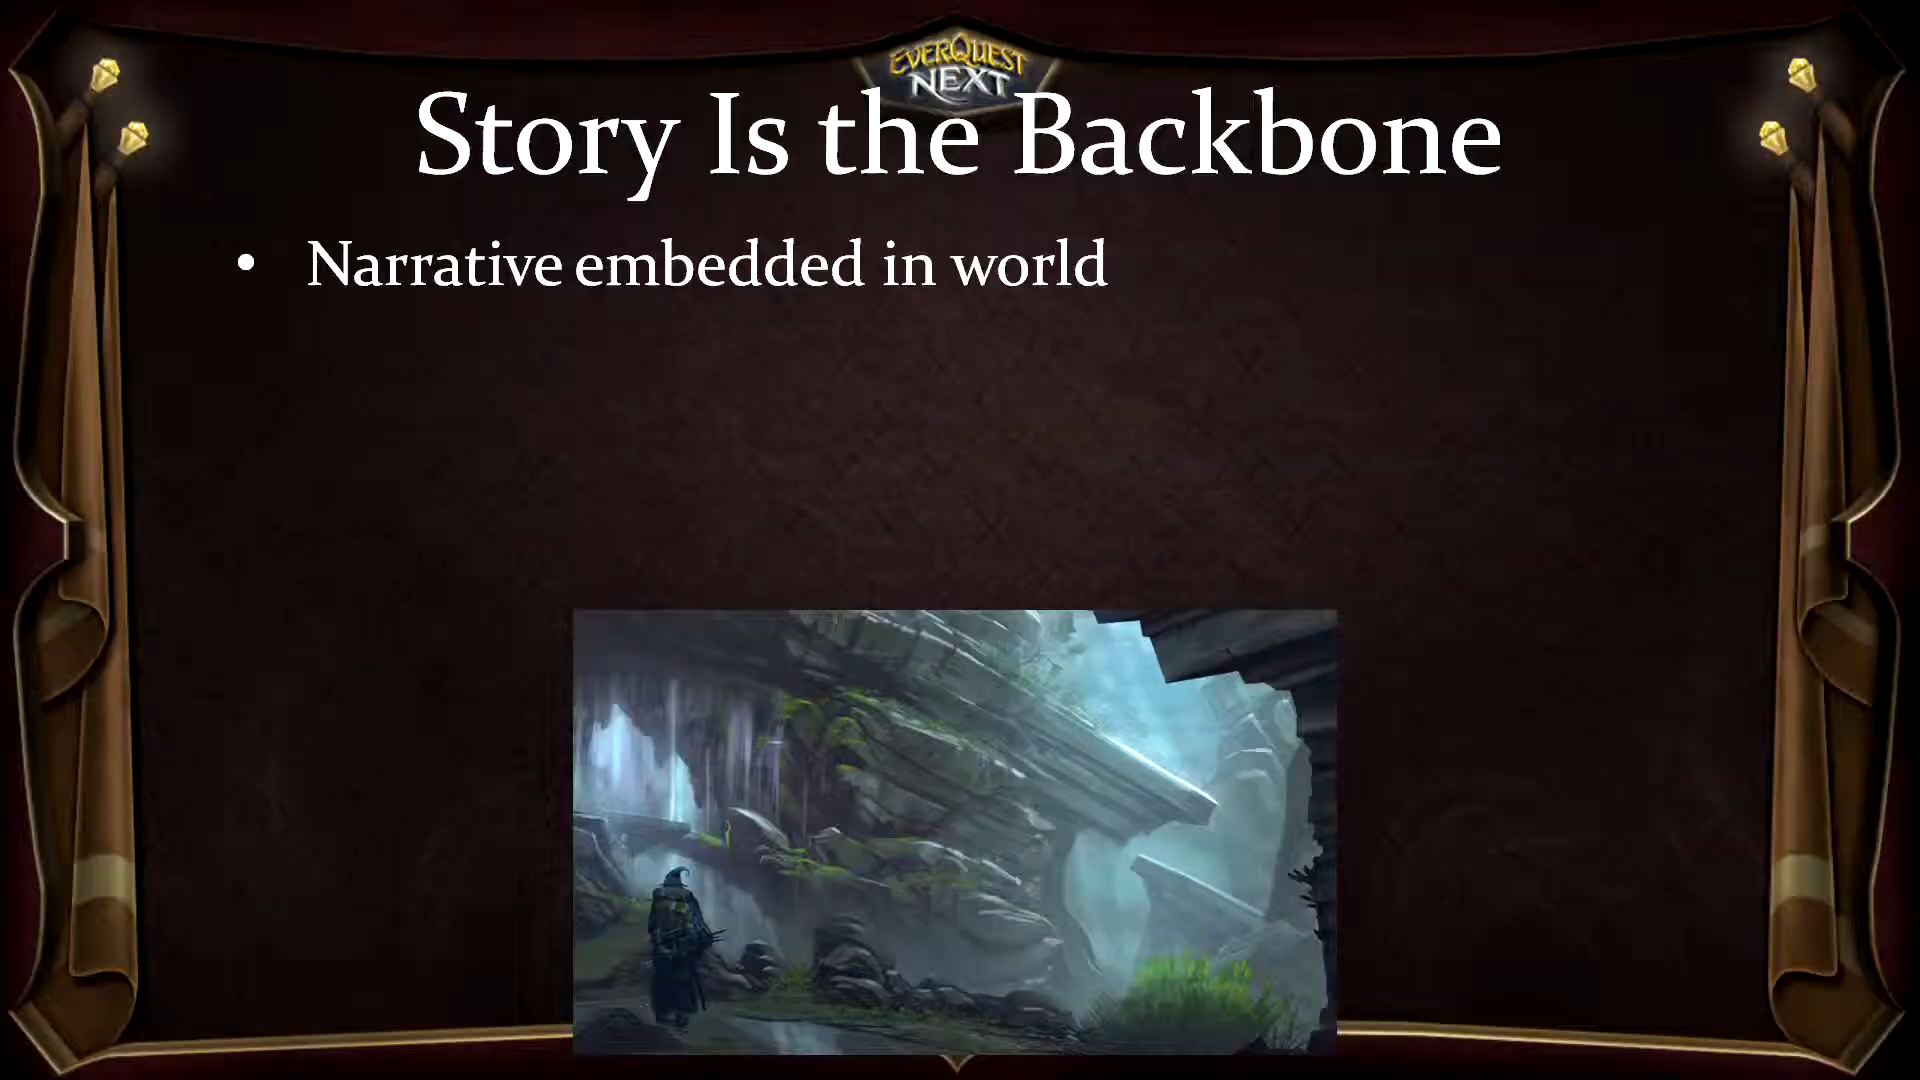 EVERQUEST
NEXT
Story Is the Backbone
• Narrative embedded in world